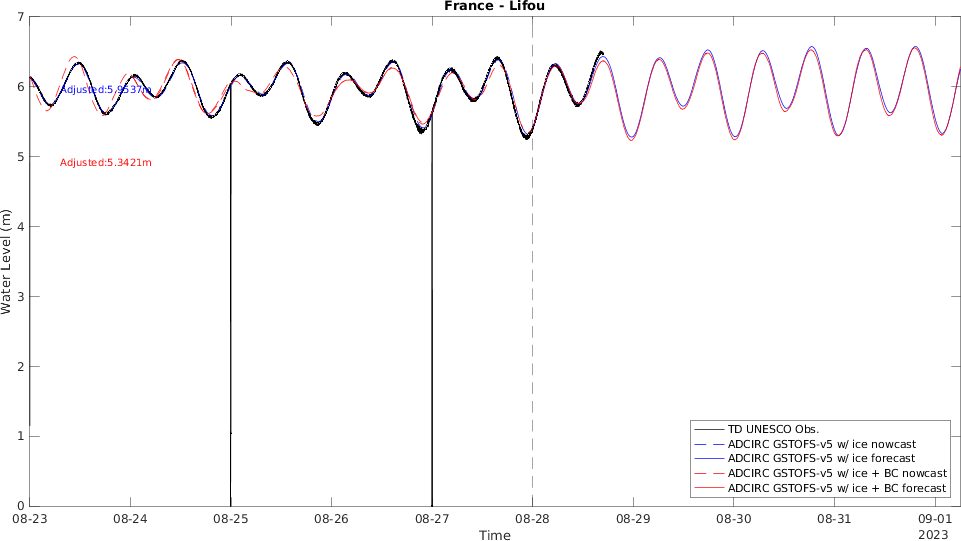 France - Lifou
7
6
5
4
3
2
1
0
Water Level (m)
Adjusted:5.9537m
Adjusted:5.3421m
TD UNESCO Obs.
ADCIRC GSTOFS-v5 w/ ice nowcast
ADCIRC GSTOFS-v5 w/ ice forecast
ADCIRC GSTOFS-v5 w/ ice + BC nowcast
ADCIRC GSTOFS-v5 w/ ice + BC forecast
08-23 08-24 08-25 08-26 08-27 08-28 08-29 08-30 08-31 09-01
Time
2023